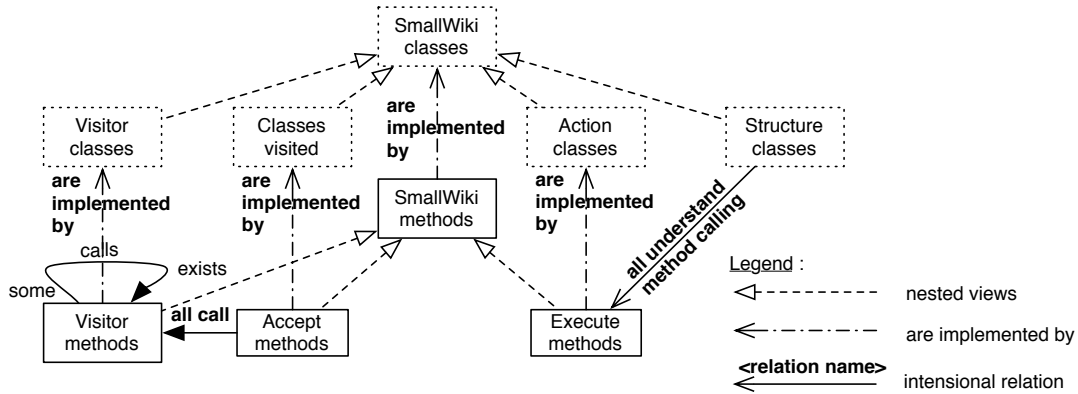 SmallWiki
classes
Visitor
classes
Classes
visited
are
implemented
by
Action
classes
Structure
classes
are
implemented
by
are
implemented
by
SmallWiki
methods
are
implemented
by
all understand
method calling
calls
exists
some
Visitor
methods
all call
Accept
methods
Execute
methods
Legend :
nested views
are implemented by
<relation name>
intensional relation